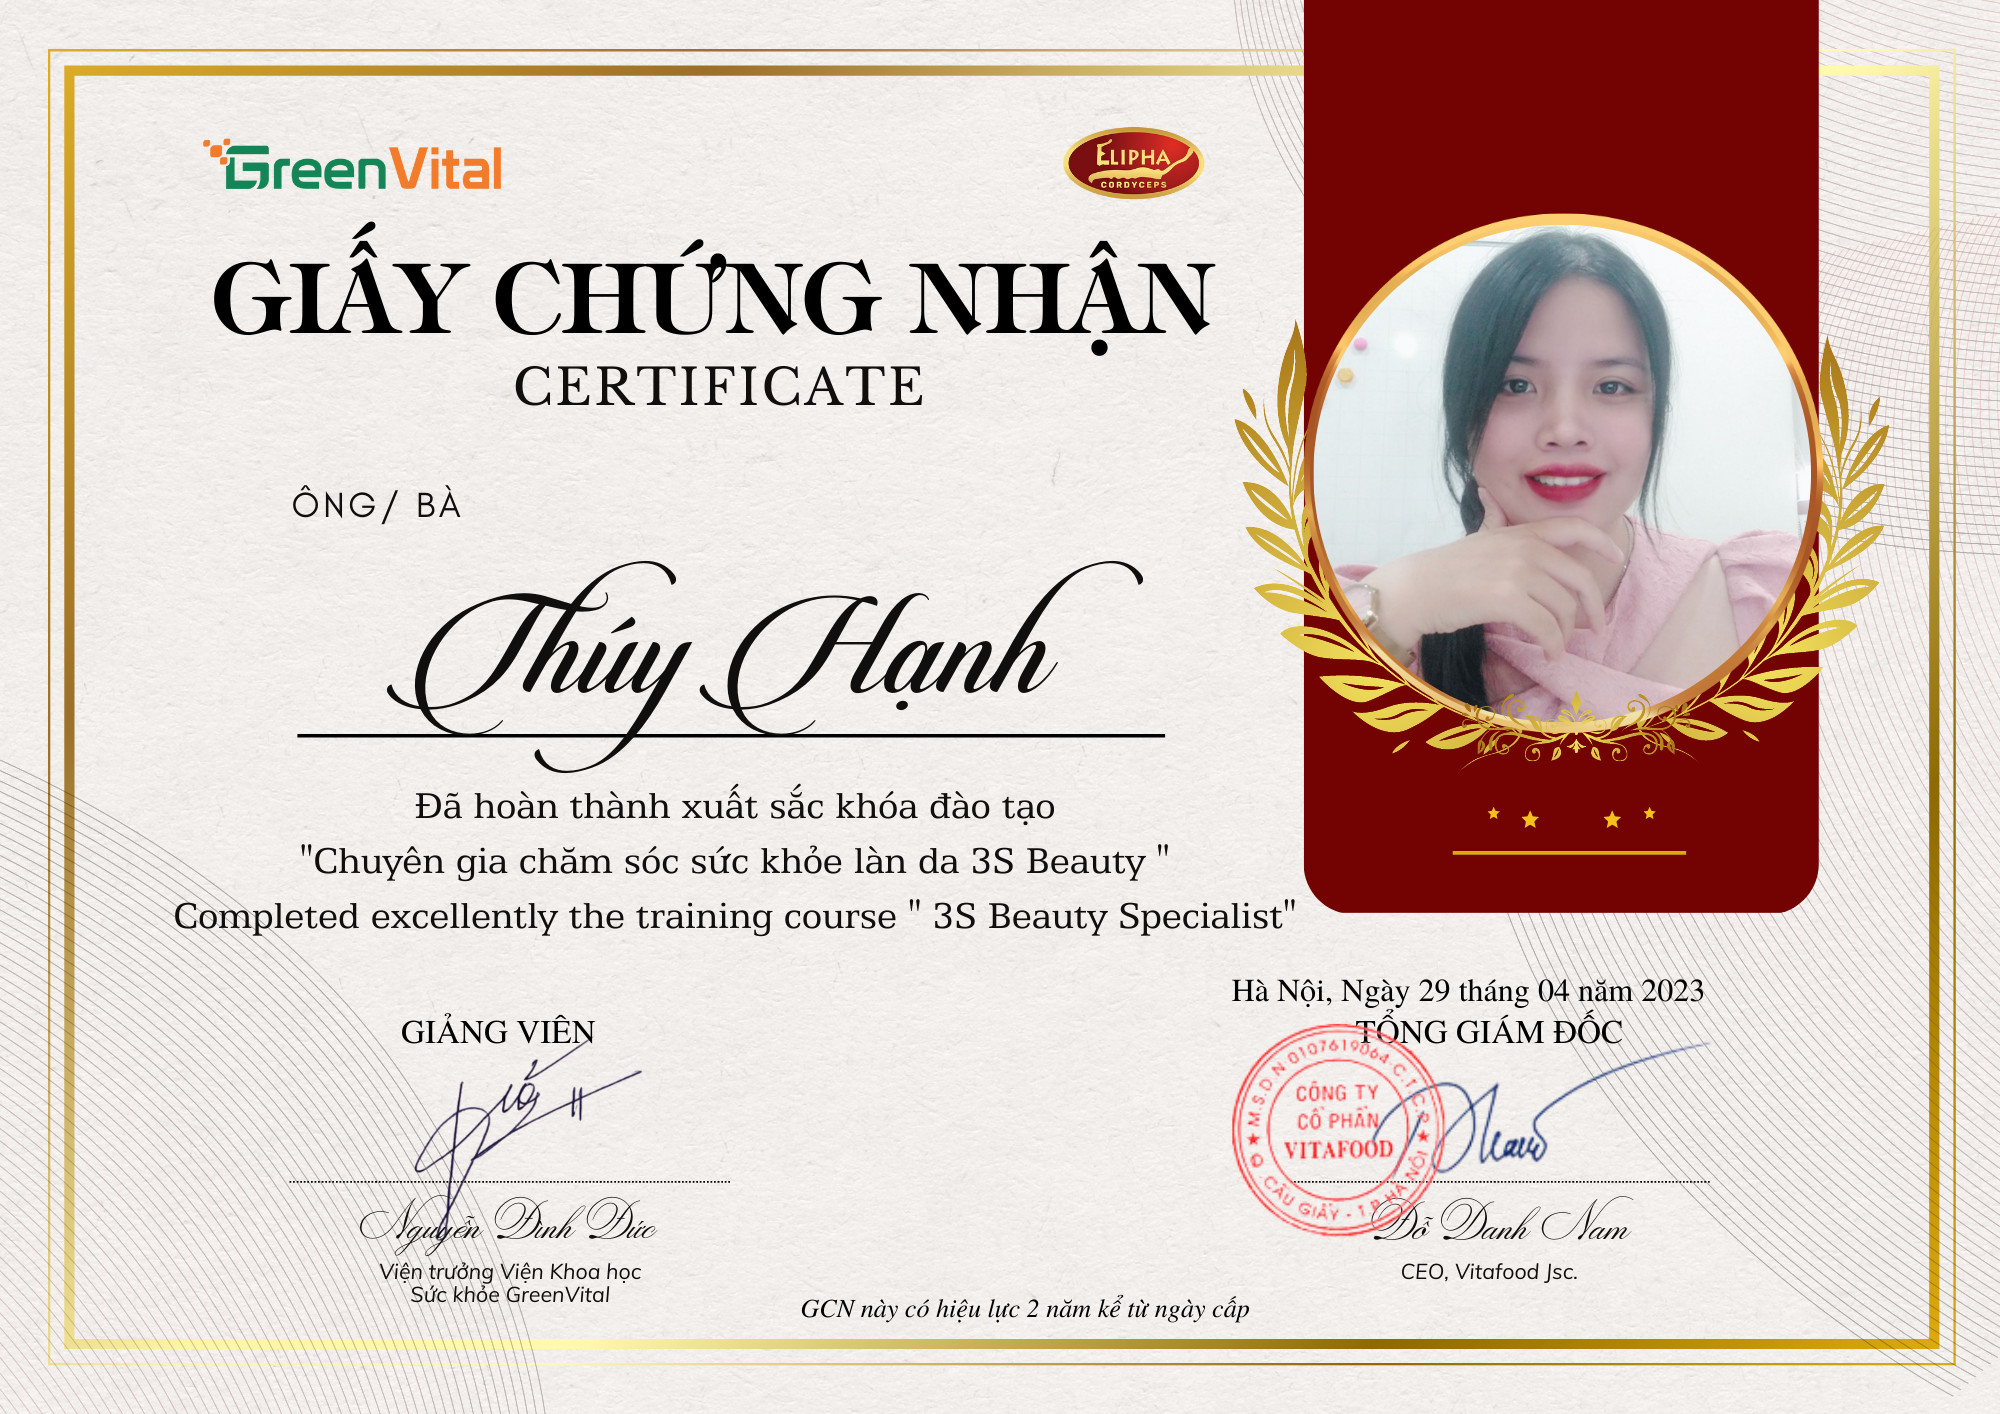 GreenVital
ELIPHA
CORDYCEPS
GIẤY CHỨNG NHẬN
CERTIFICATE
ÔNG/ BÀ
Thúy Hạnh
Đã hoàn thành xuất sắc khóa đào tạo
"Chuyên gia chăm sóc sức khỏe làn da 3S Beauty "
Completed excellently the training course " 3S Beauty Specialist"
Hà Nội, Ngày 29 tháng 04 năm 2023
GIẢNG VIÊN
TỔNG GIÁM ĐỐC
M.S.D.N.0107619064-C.T.C.P
CÔNG TY
CỔ PHẦN
VITAFOOD
Q.CẦU GIẤY - T.P HÀ NỘI
Nguyễn Đình Đức
Đỗ Danh Nam
Viện trưởng Viện Khoa học
Sức khỏe GreenVital
CEO, Vitafood Jsc.
GCN này có hiệu lực 2 năm kể từ ngày cấp